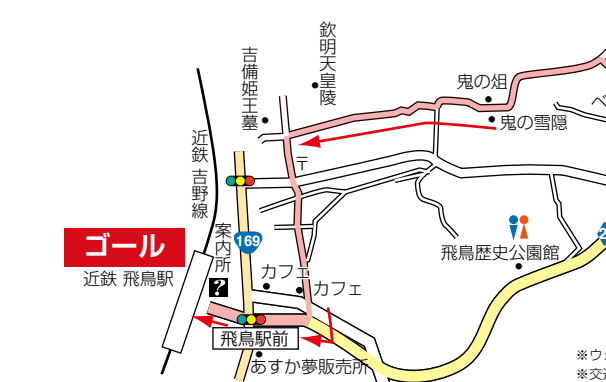 欽明天皇陵
吉備姫王墓
鬼の俎
鬼の雪隠
近鉄 吉野線
〒
案内所
169
?
ゴール
近鉄 飛鳥駅
カフェ
カフェ
飛鳥歴史公園館
飛鳥駅前
あすか夢販売所